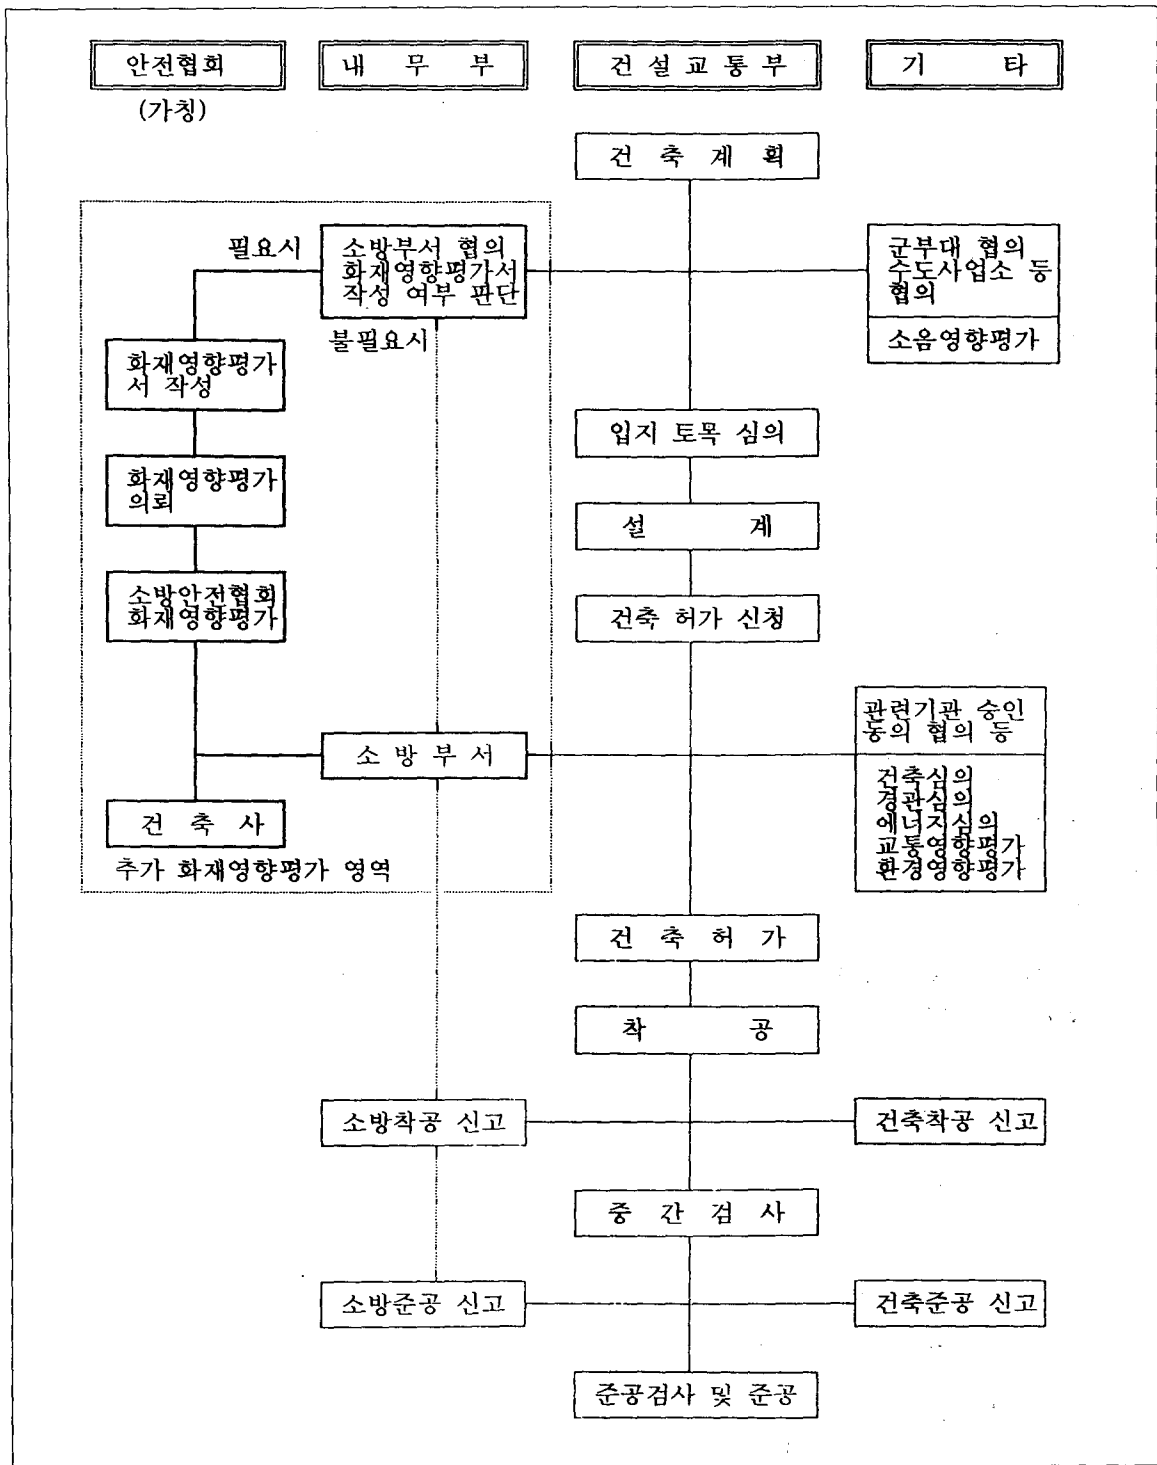 안전협회
내 무 부
건 설 교 통 부
기 타
(가칭)
건 축 계 획
필요시
소방부서 협의
화재영향평가서
작성 여부 판단
군부대 협의
수도사업소 등
협의
불필요시
소음영향평가
화재영향평가
서 작성
입지 토목 심의
화재영향평가
의뢰
설 계
소방안전협회
화재영향평가
건축 허가 신청
관련기관 승인
동의 협의 등
소 방 부 서
건축심의
경관심의
에너지심의
교통영향평가
환경영향평가
건 축 사
추가 화재영향평가 영역
건 축 허 가
착 공
소방착공 신고
건축착공 신고
중 간 검 사
소방준공 신고
건축준공 신고
준공검사 및 준공